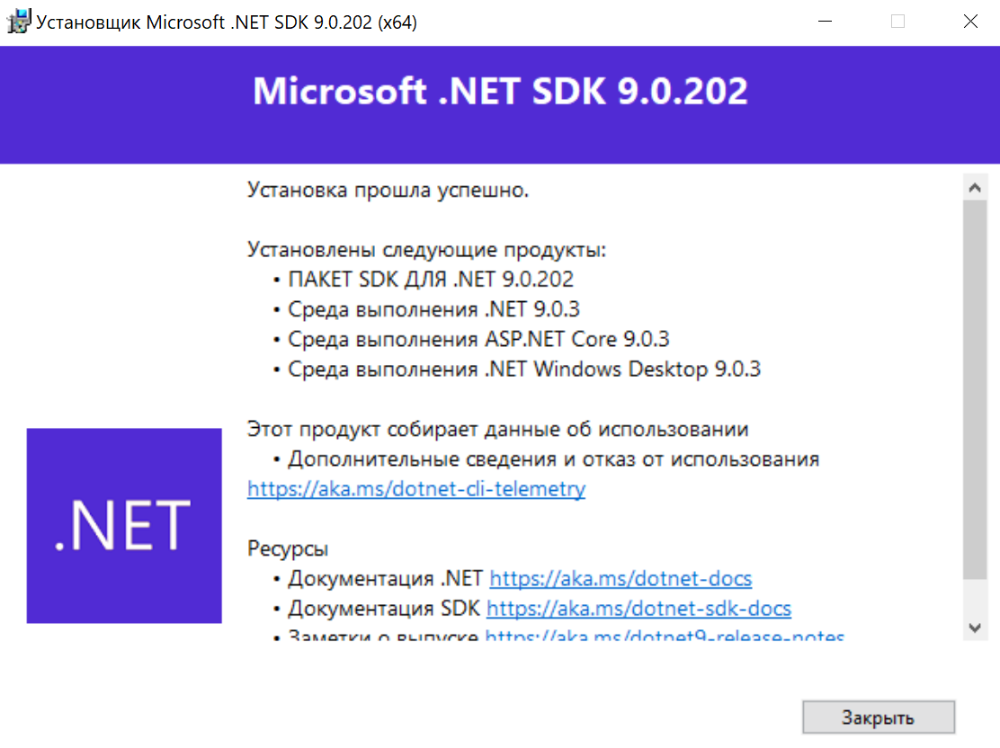 Установщик Microsoft .NET SDK 9.0.202 (x64)
Microsoft .NET SDK 9.0.202
Установка прошла успешно.
Установлены следующие продукты:
• ПАКЕТ SDK ДЛЯ .NET 9.0.202
• Среда выполнения .NET 9.0.3
• Среда выполнения ASP.NET Core 9.0.3
• Среда выполнения .NET Windows Desktop 9.0.3
Этот продукт собирает данные об использовании
• Дополнительные сведения и отказ от использования
https://aka.ms/dotnet-cli-telemetry
Ресурсы
• Документация .NET https://aka.ms/dotnet-docs
• Документация SDK https://aka.ms/dotnet-sdk-docs
• Заметки о выпуске https://aka.ms/dotnet9-release-notes
.NET
Закрыть